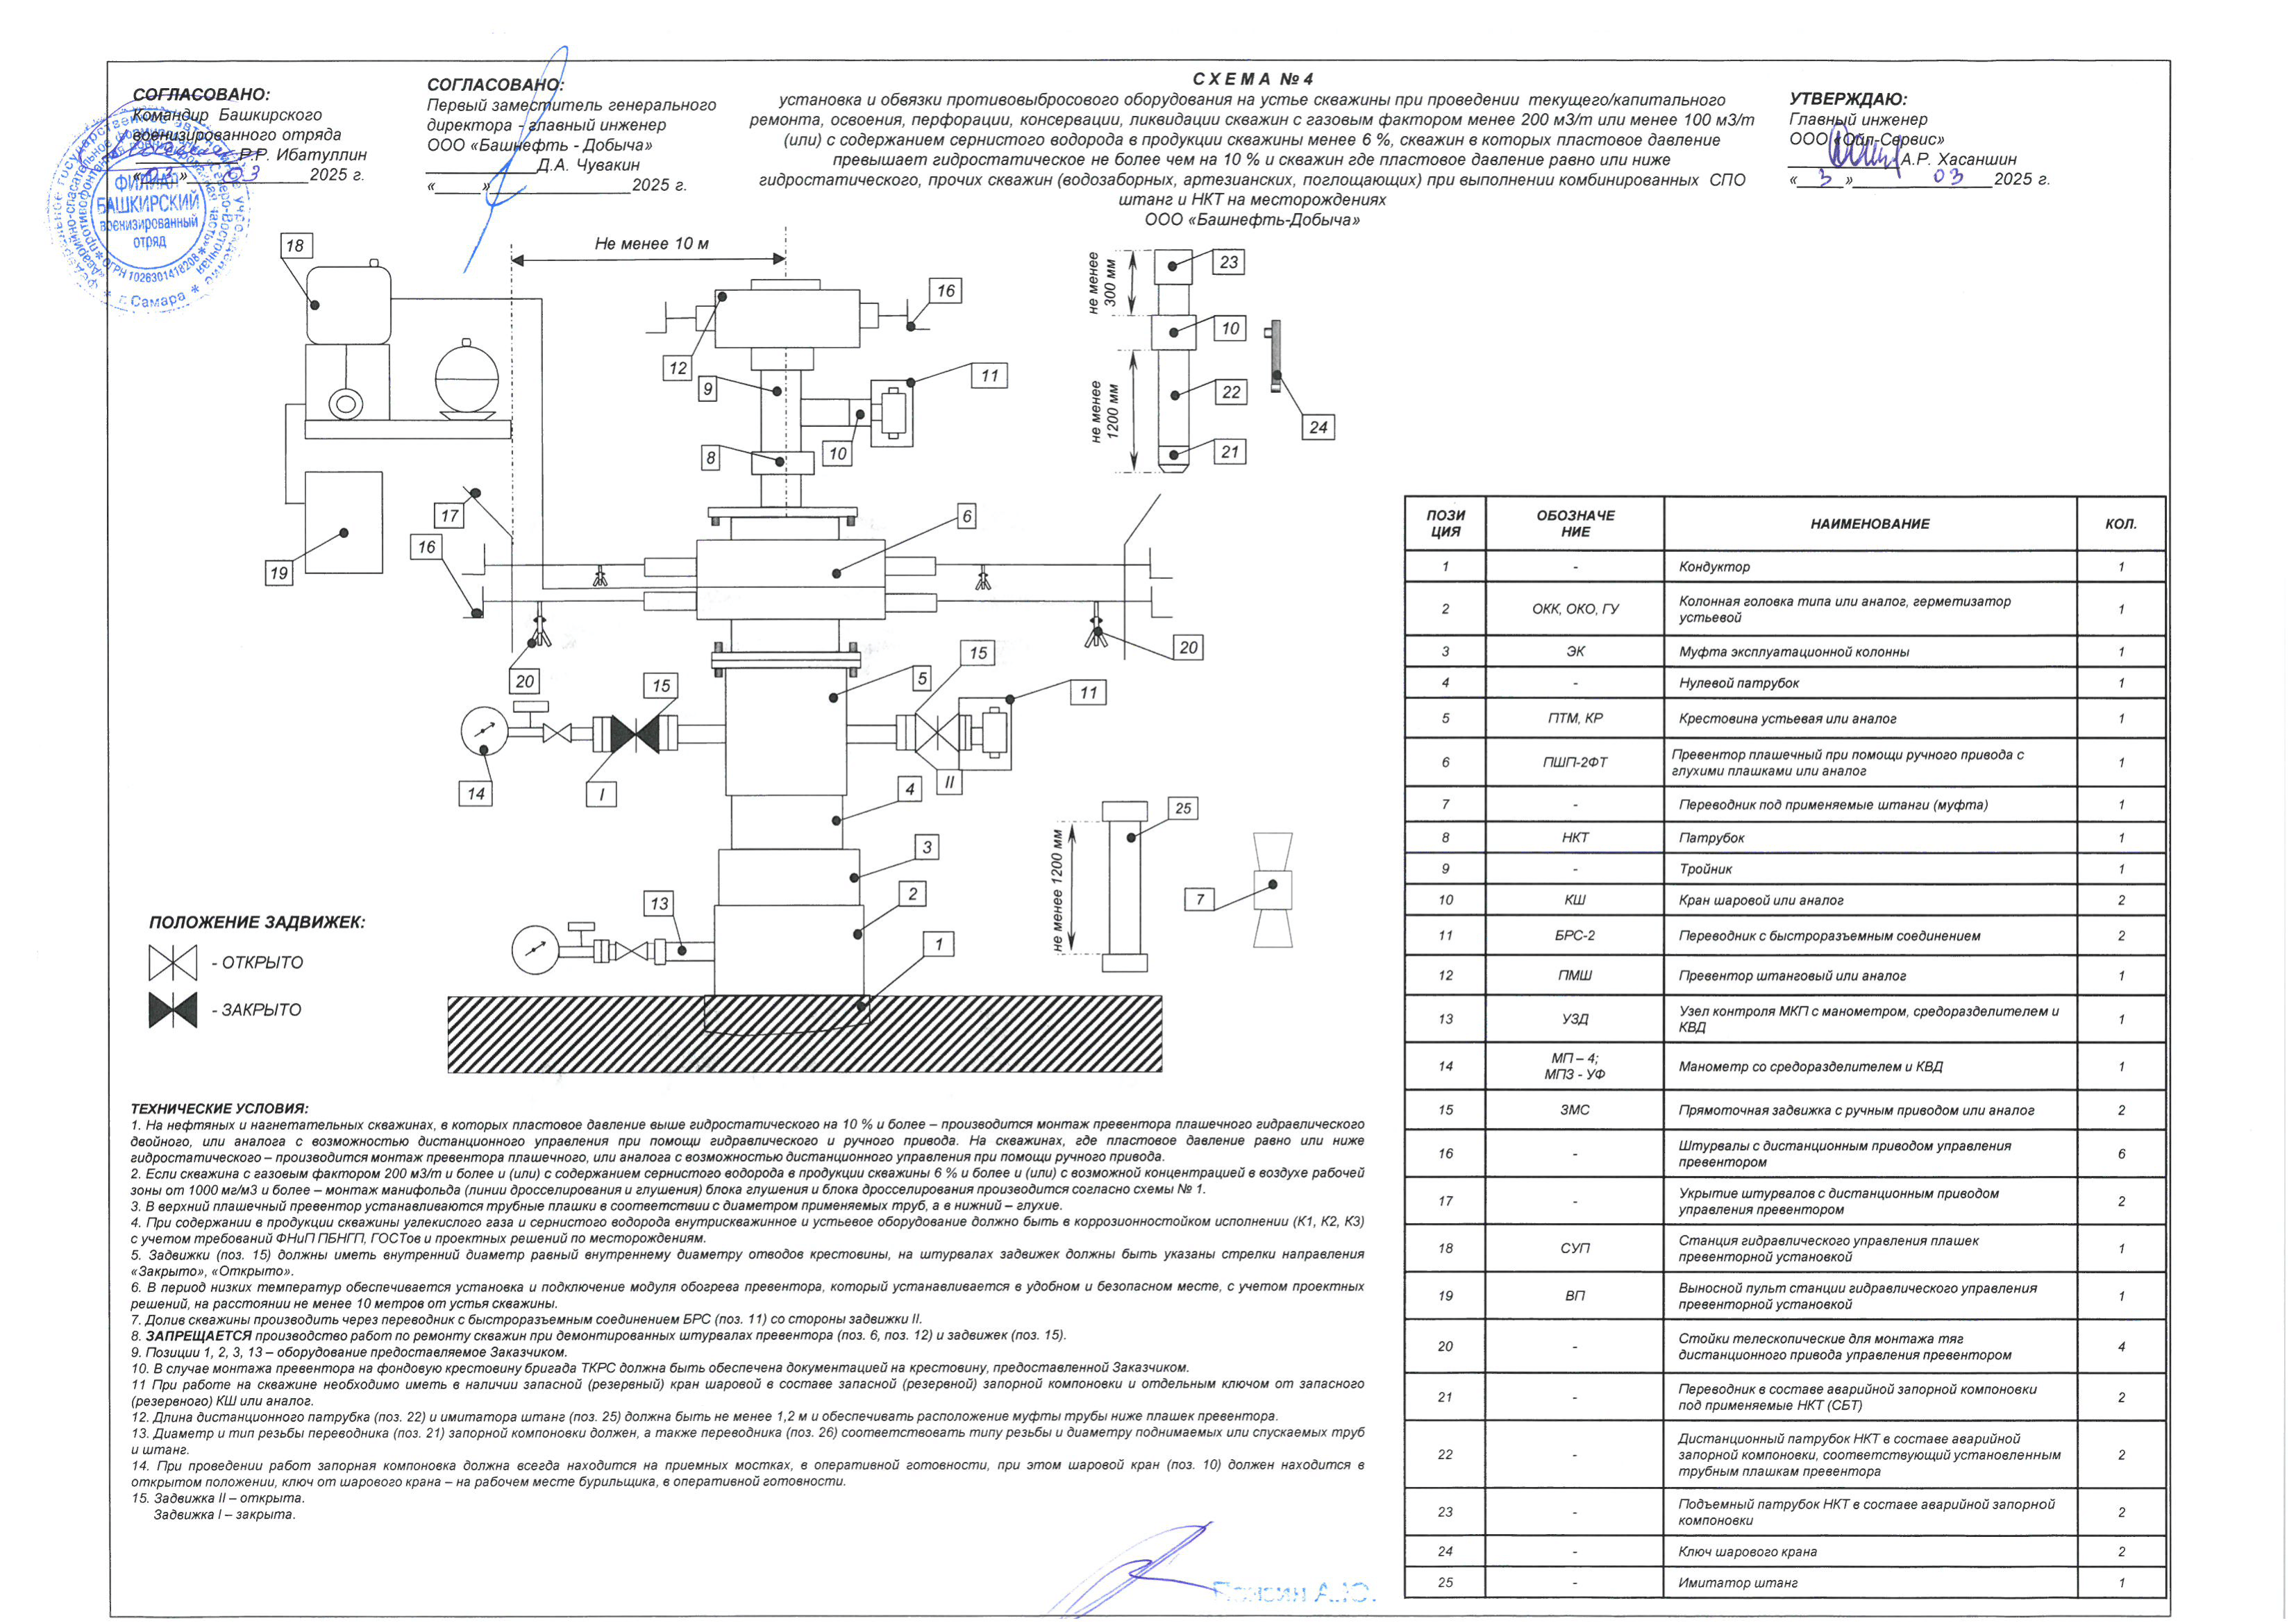 СОГЛАСОВАНО:
Командир Башкирского
военизированного отряда
Р.Р. Ибатуллин
«03» 03 2025 г.
ФИЛИАЛ
БАШКИРСКИЙ
военизированный
отряд
ОГРН 1026301418208
г. Самара
СОГЛАСОВАНО:
Первый заместитель генерального
директора - главный инженер
ООО «Башнефть - Добыча»
Д.А. Чувакин
« » 2025 г.
С Х Е М А № 4
установка и обвязки противовыбросового оборудования на устье скважины при проведении текущего/капитального
ремонта, освоения, перфорации, консервации, ликвидации скважин с газовым фактором менее 200 м3/т или менее 100 м3/т
(или) с содержанием сернистого водорода в продукции скважины менее 6 %, скважин в которых пластовое давление
превышает гидростатическое не более чем на 10 % и скважин где пластовое давление равно или ниже
гидростатического, прочих скважин (водозаборных, артезианских, поглощающих) при выполнении комбинированных СПО
штанг и НКТ на месторождениях
ООО «Башнефть-Добыча»
УТВЕРЖДАЮ:
Главный инженер
ООО «Ойл-Сервис»
А.Р. Хасаншин
« 3 » 03 2025 г.
Не менее 10 м
18
16
12
9
11
10
8
17
16
6
19
20
15
5
15
20
11
14
I
II
4
3
2
13
1
не менее
300 мм
не менее
1200 мм
23
10
22
21
24
не менее 1200 мм
25
7
ПОЛОЖЕНИЕ ЗАДВИЖЕК:
- ОТКРЫТО
- ЗАКРЫТО
ТЕХНИЧЕСКИЕ УСЛОВИЯ:
1. На нефтяных и нагнетательных скважинах, в которых пластовое давление выше гидростатического на 10 % и более – производится монтаж превентора плашечного гидравлического
двойного, или аналога с возможностью дистанционного управления при помощи гидравлического и ручного привода. На скважинах, где пластовое давление равно или ниже
гидростатического – производится монтаж превентора плашечного, или аналога с возможностью дистанционного управления при помощи ручного привода.
2. Если скважина с газовым фактором 200 м3/т и более и (или) с содержанием сернистого водорода в продукции скважины 6 % и более и (или) с возможной концентрацией в воздухе рабочей
зоны от 1000 мг/м3 и более – монтаж манифольда (линии дросселирования и глушения) блока глушения и блока дросселирования производится согласно схемы № 1.
3. В верхний плашечный превентор устанавливаются трубные плашки в соответствии с диаметром применяемых труб, а в нижний – глухие.
4. При содержании в продукции скважины углекислого газа и сернистого водорода внутрискважинное и устьевое оборудование должно быть в коррозионностойком исполнении (К1, К2, К3)
с учетом требований ФНиП ПБНГП, ГОСТов и проектных решений по месторождениям.
5. Задвижки (поз. 15) должны иметь внутренний диаметр равный внутреннему диаметру отводов крестовины, на штурвалах задвижек должны быть указаны стрелки направления
«Закрыто», «Открыто».
6. В период низких температур обеспечивается установка и подключение модуля обогрева превентора, который устанавливается в удобном и безопасном месте, с учетом проектных
решений, на расстоянии не менее 10 метров от устья скважины.
7. Долив скважины производить через переводник с быстроразъемным соединением БРС (поз. 11) со стороны задвижки II.
8. ЗАПРЕЩАЕТСЯ производство работ по ремонту скважин при демонтированных штурвалах превентора (поз. 6, поз. 12) и задвижек (поз. 15).
9. Позиции 1, 2, 3, 13 – оборудование предоставляемое Заказчиком.
10. В случае монтажа превентора на фондовую крестовину бригада ТКРС должна быть обеспечена документацией на крестовину, предоставленной Заказчиком.
11 При работе на скважине необходимо иметь в наличии запасной (резервный) кран шаровой в составе запасной (резервной) запорной компоновки и отдельным ключом от запасного
(резервного) КШ или аналог.
12. Длина дистанционного патрубка (поз. 22) и имитатора штанг (поз. 25) должна быть не менее 1,2 м и обеспечивать расположение муфты трубы ниже плашек превентора.
13. Диаметр и тип резьбы переводника (поз. 21) запорной компоновки должен, а также переводника (поз. 26) соответствовать типу резьбы и диаметру поднимаемых или спускаемых труб
и штанг.
14. При проведении работ запорная компоновка должна всегда находится на приемных мостках, в оперативной готовности, при этом шаровой кран (поз. 10) должен находится в
открытом положении, ключ от шарового крана – на рабочем месте бурильщика, в оперативной готовности.
15. Задвижка II – открыта.
Задвижка I – закрыта.
ПОЗИ ЦИЯ ОБОЗНАЧЕ НИЕ НАИМЕНОВАНИЕ КОЛ.
1 - Кондуктор 1
2 ОКК, ОКО, ГУ Колонная головка типа или аналог, герметизатор устьевой 1
3 ЭК Муфта эксплуатационной колонны 1
4 - Нулевой патрубок 1
5 ПТМ, КР Крестовина устьевая или аналог 1
6 ПШП-2ФТ Превентор плашечный при помощи ручного привода с глухими плашками или аналог 1
7 - Переводник под применяемые штанги (муфта) 1
8 НКТ Патрубок 1
9 - Тройник 1
10 КШ Кран шаровой или аналог 2
11 БРС-2 Переводник с быстроразъемным соединением 2
12 ПМШ Превентор штанговый или аналог 1
13 УЗД Узел контроля МКП с манометром, средоразделителем и КВД 1
14 МП – 4; МПЗ - УФ Манометр со средоразделителем и КВД 1
15 ЗМС Прямоточная задвижка с ручным приводом или аналог 2
16 - Штурвалы с дистанционным приводом управления превентором 6
17 - Укрытие штурвалов с дистанционным приводом управления превентором 2
18 СУП Станция гидравлического управления плашек превенторной установкой 1
19 ВП Выносной пульт станции гидравлического управления превенторной установкой 1
20 - Стойки телескопические для монтажа тяг дистанционного привода управления превентором 4
21 - Переводник в составе аварийной запорной компоновки под применяемые НКТ (СБТ) 2
22 - Дистанционный патрубок НКТ в составе аварийной запорной компоновки, соответствующий установленным трубным плашкам превентора 2
23 - Подъемный патрубок НКТ в составе аварийной запорной компоновки 2
24 - Ключ шарового крана 2
25 - Имитатор штанг 1